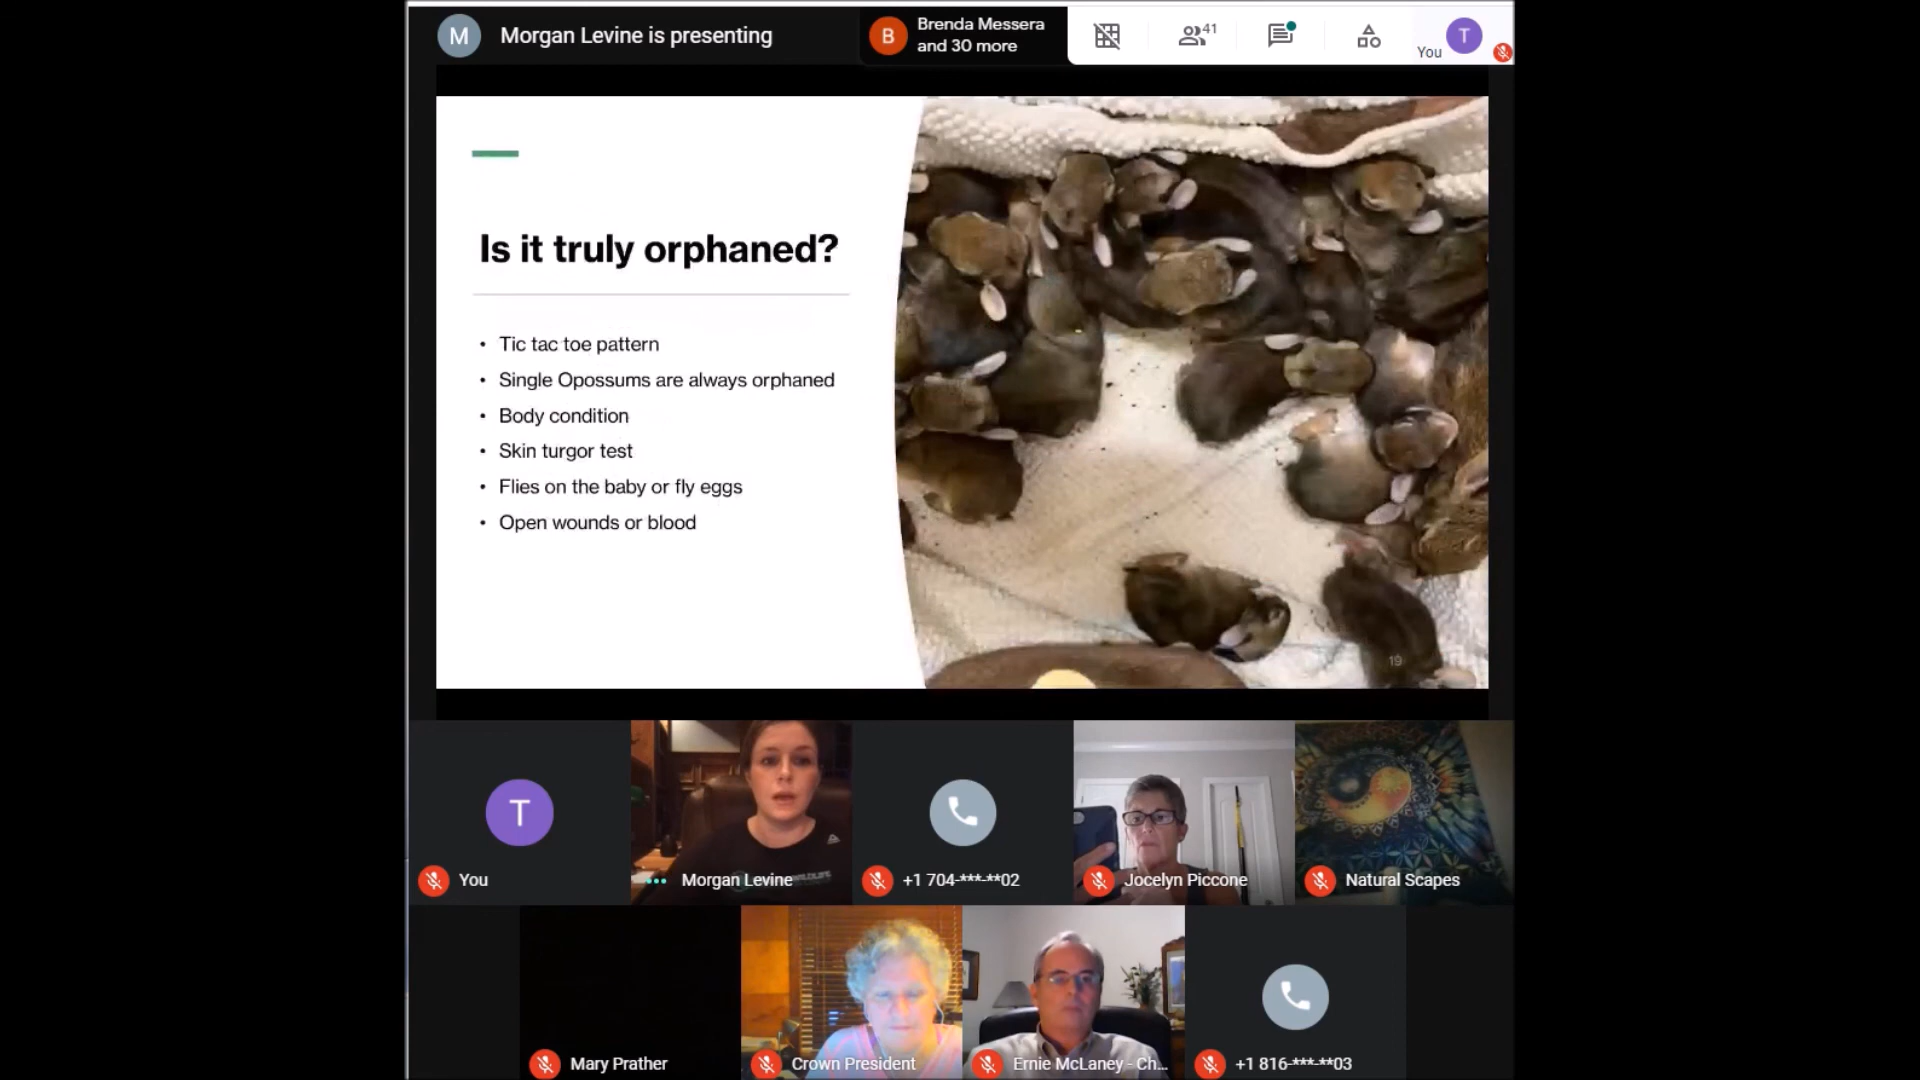 M
Morgan Levine is presenting
B
Brenda Messera
and 30 more
41
You
T
Is it truly orphaned?
• Tic tac toe pattern
• Single Opossums are always orphaned
• Body condition
• Skin turgor test
• Flies on the baby or fly eggs
• Open wounds or blood
19
T
You
Morgan Levine
+1 704-***-**02
Jocelyn Piccone
Natural Scapes
Mary Prather
Crown President
Ernie McLaney - Ch...
+1 816-***-**03